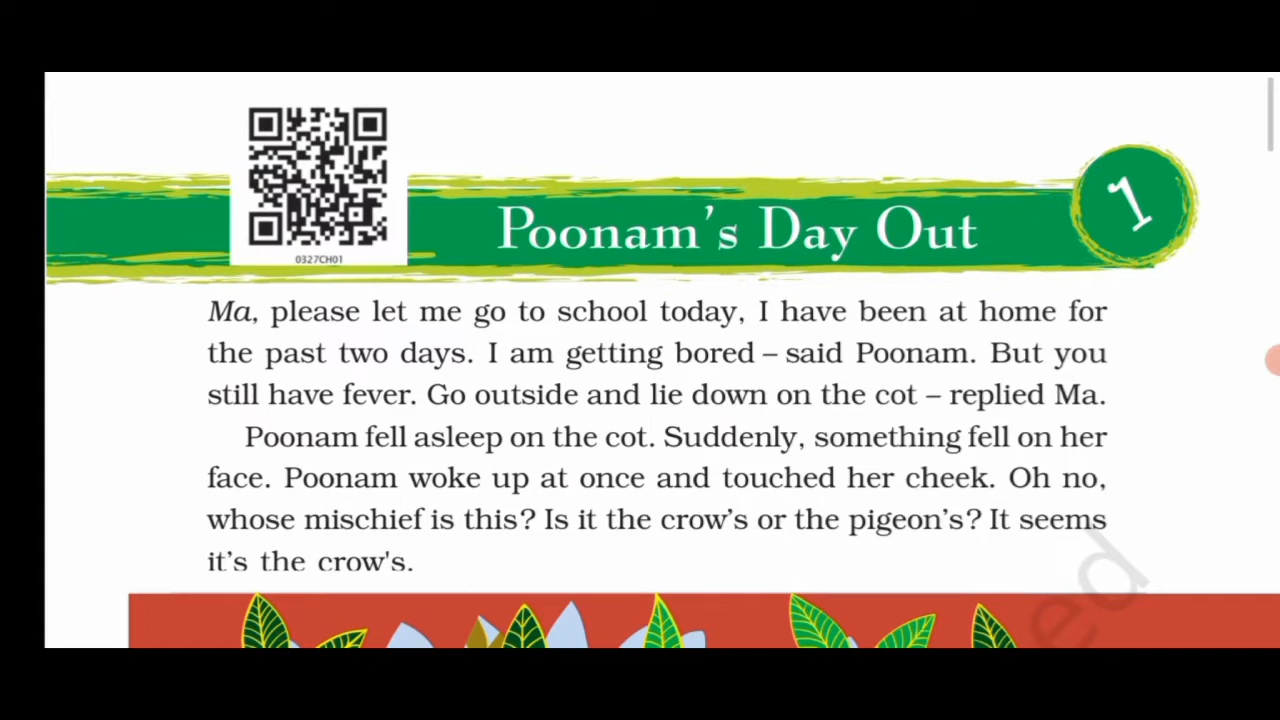 0327CH01
Poonam's Day Out
1
Ma, please let me go to school today, I have been at home for
the past two days. I am getting bored – said Poonam. But you
still have fever. Go outside and lie down on the cot – replied Ma.
Poonam fell asleep on the cot. Suddenly, something fell on her
face. Poonam woke up at once and touched her cheek. Oh no,
whose mischief is this? Is it the crow's or the pigeon's? It seems
it's the crow's.